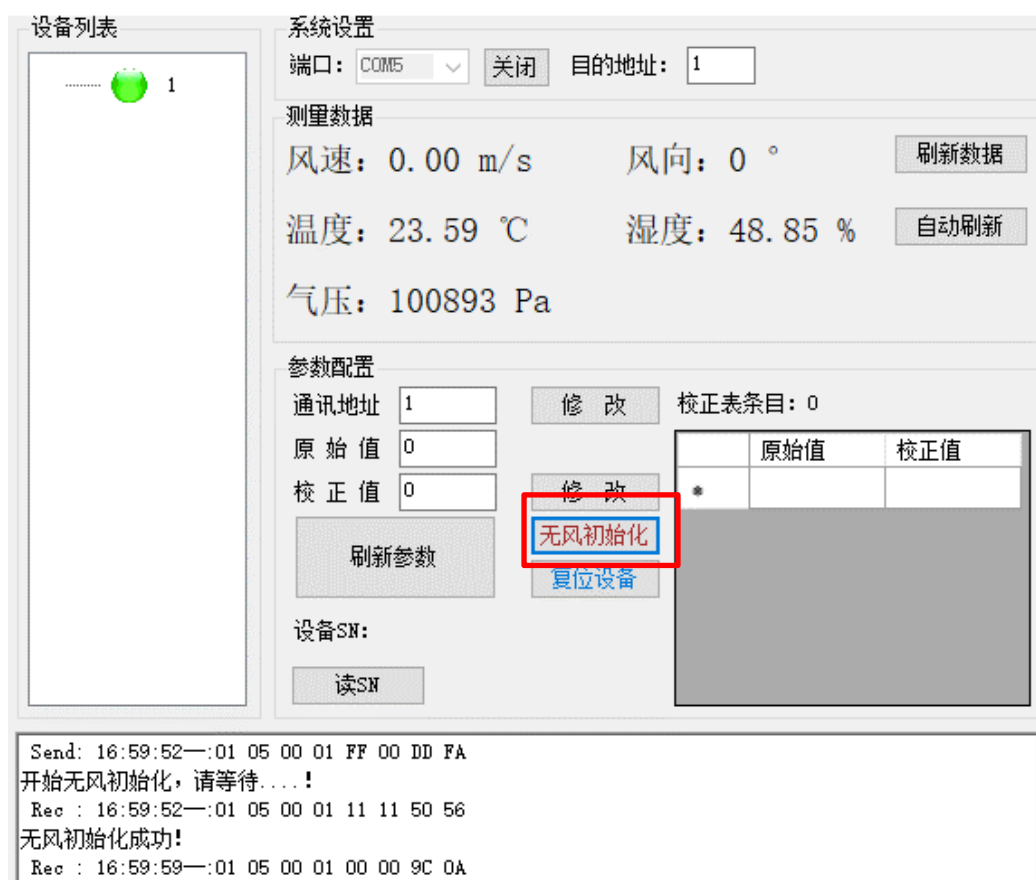 设备列表
1
系统设置
端口: COM5 关闭 目的地址: 1
测量数据
风速: 0.00 m/s 风向: 0 ° 刷新数据
温度: 23.59 ℃ 湿度: 48.85 % 自动刷新
气压: 100893 Pa
参数配置
通讯地址 1 修 改 校正表条目: 0
原 始 值 0 原始值 校正值
校 正 值 0 修 改 *
无风初始化
刷新参数
复位设备
设备SN:
读SN
Send: 16:59:52—:01 05 00 01 FF 00 DD FA
开始无风初始化，请等待....!
Rec : 16:59:52—:01 05 00 01 11 11 50 56
无风初始化成功!
Rec : 16:59:59—:01 05 00 01 00 00 9C 0A